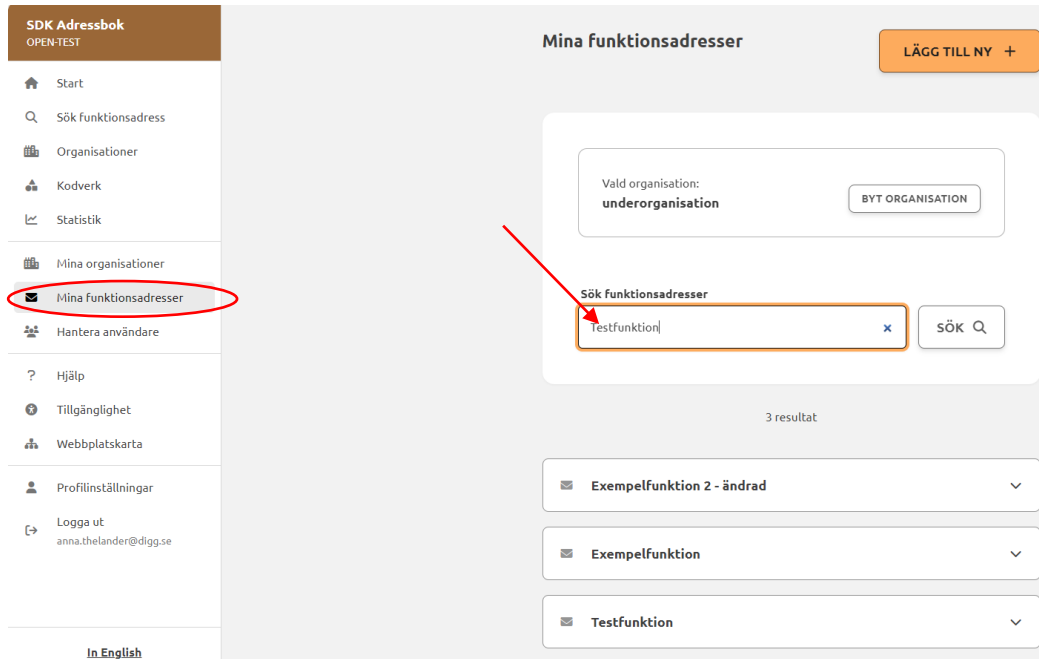 SDK Adressbok
OPEN-TEST
Start
Sök funktionsadress
Organisationer
Kodverk
Statistik
Mina organisationer
Mina funktionsadresser
Hantera användare
? Hjälp
Tillgänglighet
Webbplatskarta
Profilinställningar
Logga ut
anna.thelander@digg.se
In English
Mina funktionsadresser
LÄGG TILL NY +
Vald organisation:
underorganisation
BYT ORGANISATION
Sök funktionsadresser
Testfunktion
SÖK
3 resultat
Exempelfunktion 2 - ändrad
Exempelfunktion
Testfunktion